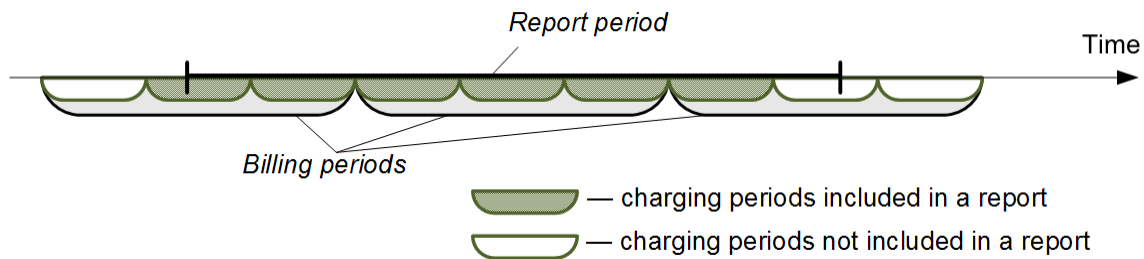 Report period
Time
Billing periods
— charging periods included in a report
— charging periods not included in a report